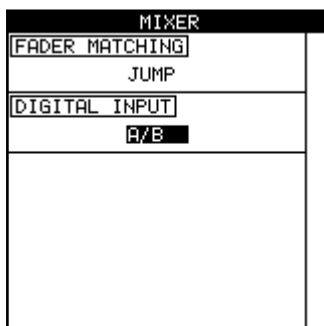 MIXER
FADER MATCHING
JUMP
DIGITAL INPUT
A/B